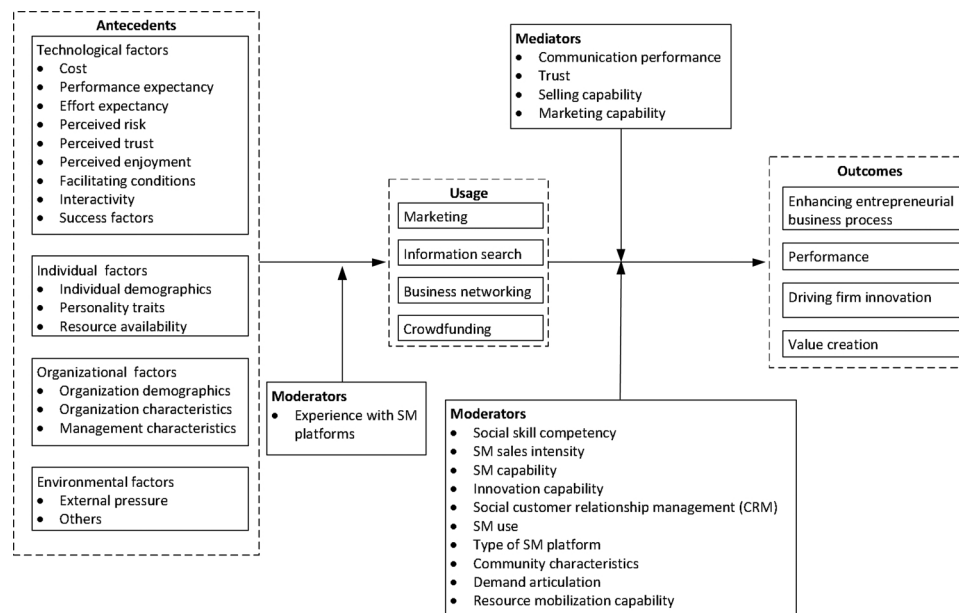 Antecedents
Technological factors
• Cost
• Performance expectancy
• Effort expectancy
• Perceived risk
• Perceived trust
• Perceived enjoyment
• Facilitating conditions
• Interactivity
• Success factors
Individual factors
• Individual demographics
• Personality traits
• Resource availability
Organizational factors
• Organization demographics
• Organization characteristics
• Management characteristics
Environmental factors
• External pressure
• Others
Moderators
• Experience with SM
platforms
Usage
Marketing
Information search
Business networking
Crowdfunding
Mediators
• Communication performance
• Trust
• Selling capability
• Marketing capability
Moderators
• Social skill competency
• SM sales intensity
• SM capability
• Innovation capability
• Social customer relationship management (CRM)
• SM use
• Type of SM platform
• Community characteristics
• Demand articulation
• Resource mobilization capability
Outcomes
Enhancing entrepreneurial
business process
Performance
Driving firm innovation
Value creation